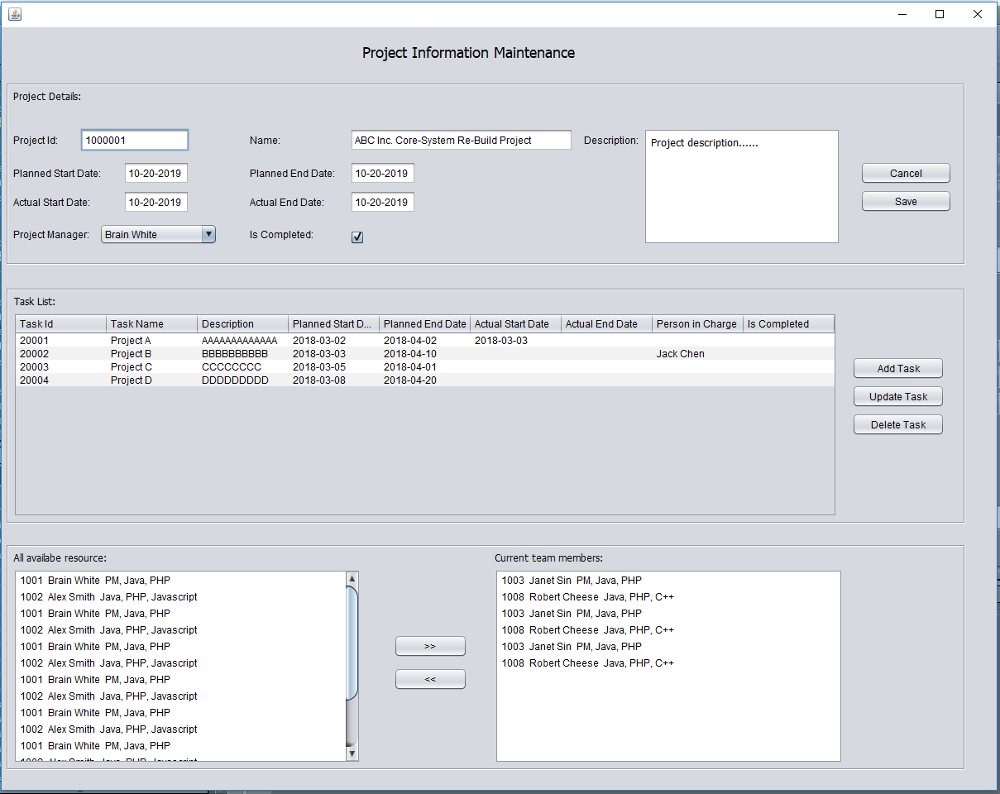 Project Information Maintenance
Project Details:
Project Id: 1000001 Name: ABC Inc. Core-System Re-Build Project Description: Project description......
Planned Start Date: 10-20-2019 Planned End Date: 10-20-2019 Cancel
Actual Start Date: 10-20-2019 Actual End Date: 10-20-2019 Save
Project Manager: Brain White Is Completed:
Task List:
Task Id Task Name Description Planned Start D... Planned End Date Actual Start Date Actual End Date Person in Charge Is Completed
20001 Project A AAAAAAAAAAAAA 2018-03-02 2018-04-02 2018-03-03
20002 Project B BBBBBBBBBB 2018-03-03 2018-04-10 Jack Chen
20003 Project C CCCCCCCC 2018-03-05 2018-04-01
20004 Project D DDDDDDDDD 2018-03-08 2018-04-20
Add Task
Update Task
Delete Task
All availabe resource:
1001 Brain White PM, Java, PHP
1002 Alex Smith Java, PHP, Javascript
1001 Brain White PM, Java, PHP
1002 Alex Smith Java, PHP, Javascript
1001 Brain White PM, Java, PHP
1002 Alex Smith Java, PHP, Javascript
1001 Brain White PM, Java, PHP
1002 Alex Smith Java, PHP, Javascript
1001 Brain White PM, Java, PHP
1002 Alex Smith Java, PHP, Javascript
1001 Brain White PM, Java, PHP
1002 Alex Smith Java, PHP, Javascript
>>
<<
Current team members:
1003 Janet Sin PM, Java, PHP
1008 Robert Cheese Java, PHP, C++
1003 Janet Sin PM, Java, PHP
1008 Robert Cheese Java, PHP, C++
1003 Janet Sin PM, Java, PHP
1008 Robert Cheese Java, PHP, C++